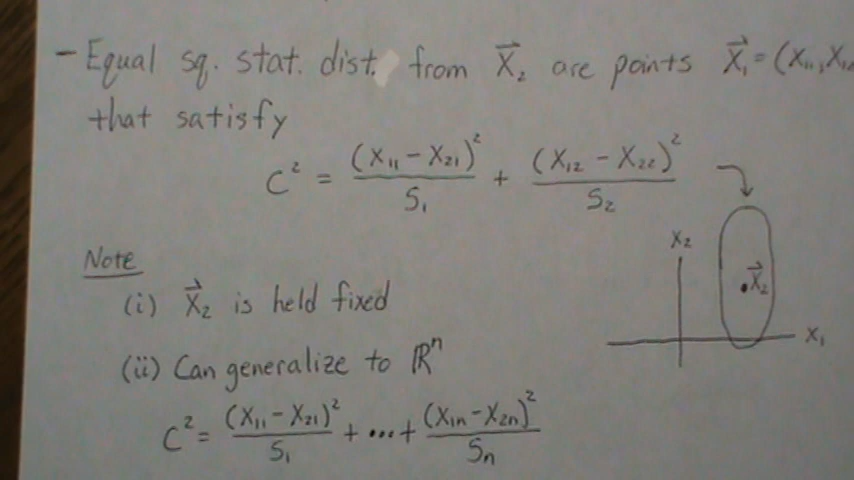 - Equal sq. stat. dist. from X⃗₂ are points X⃗₁ = (X₁₁, X₁₂
that satisfy
C² = (X₁₁ - X₂₁)²/S₁ + (X₁₂ - X₂₂)²/S₂
Note
X₂
(i) X⃗₂ is held fixed
X⃗₂
X₁
(ii) Can generalize to ℝⁿ
C² = (X₁₁ - X₂₁)²/S₁ + ... + (X₁ₙ - X₂ₙ)²/Sₙ